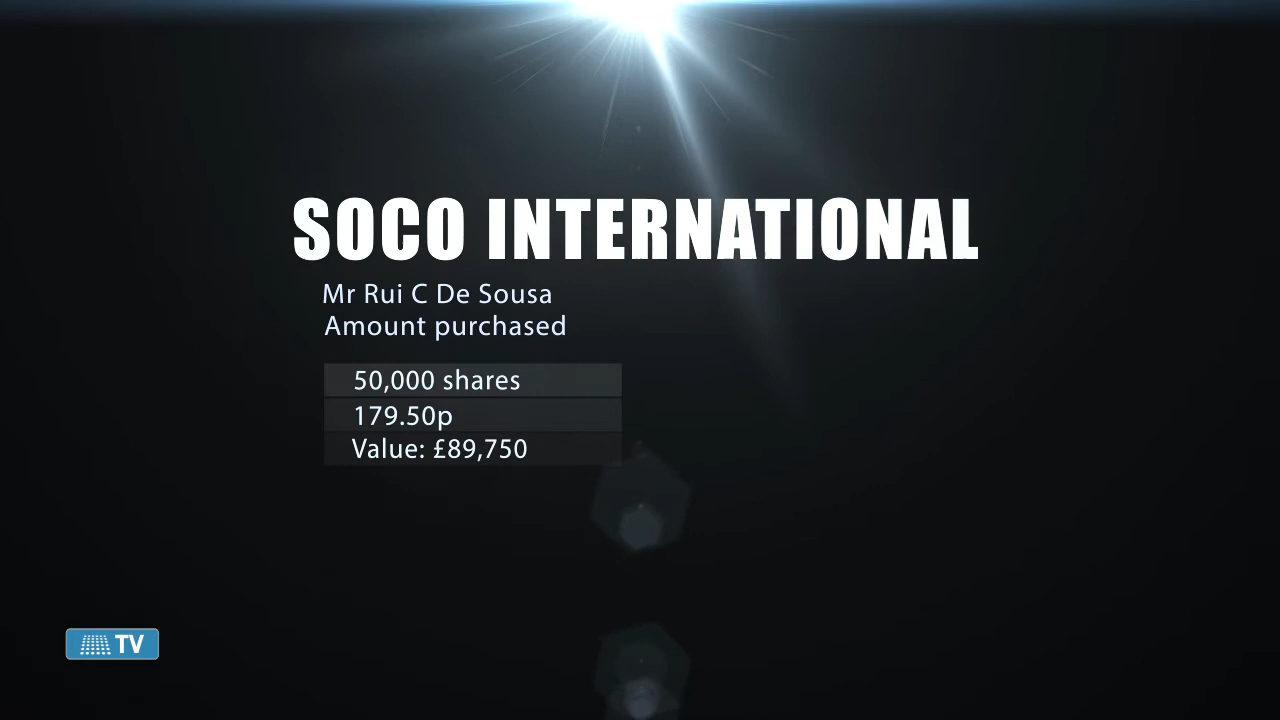 SOCO INTERNATIONAL
Mr Rui C De Sousa
Amount purchased
50,000 shares
179.50p
Value: £89,750
TV